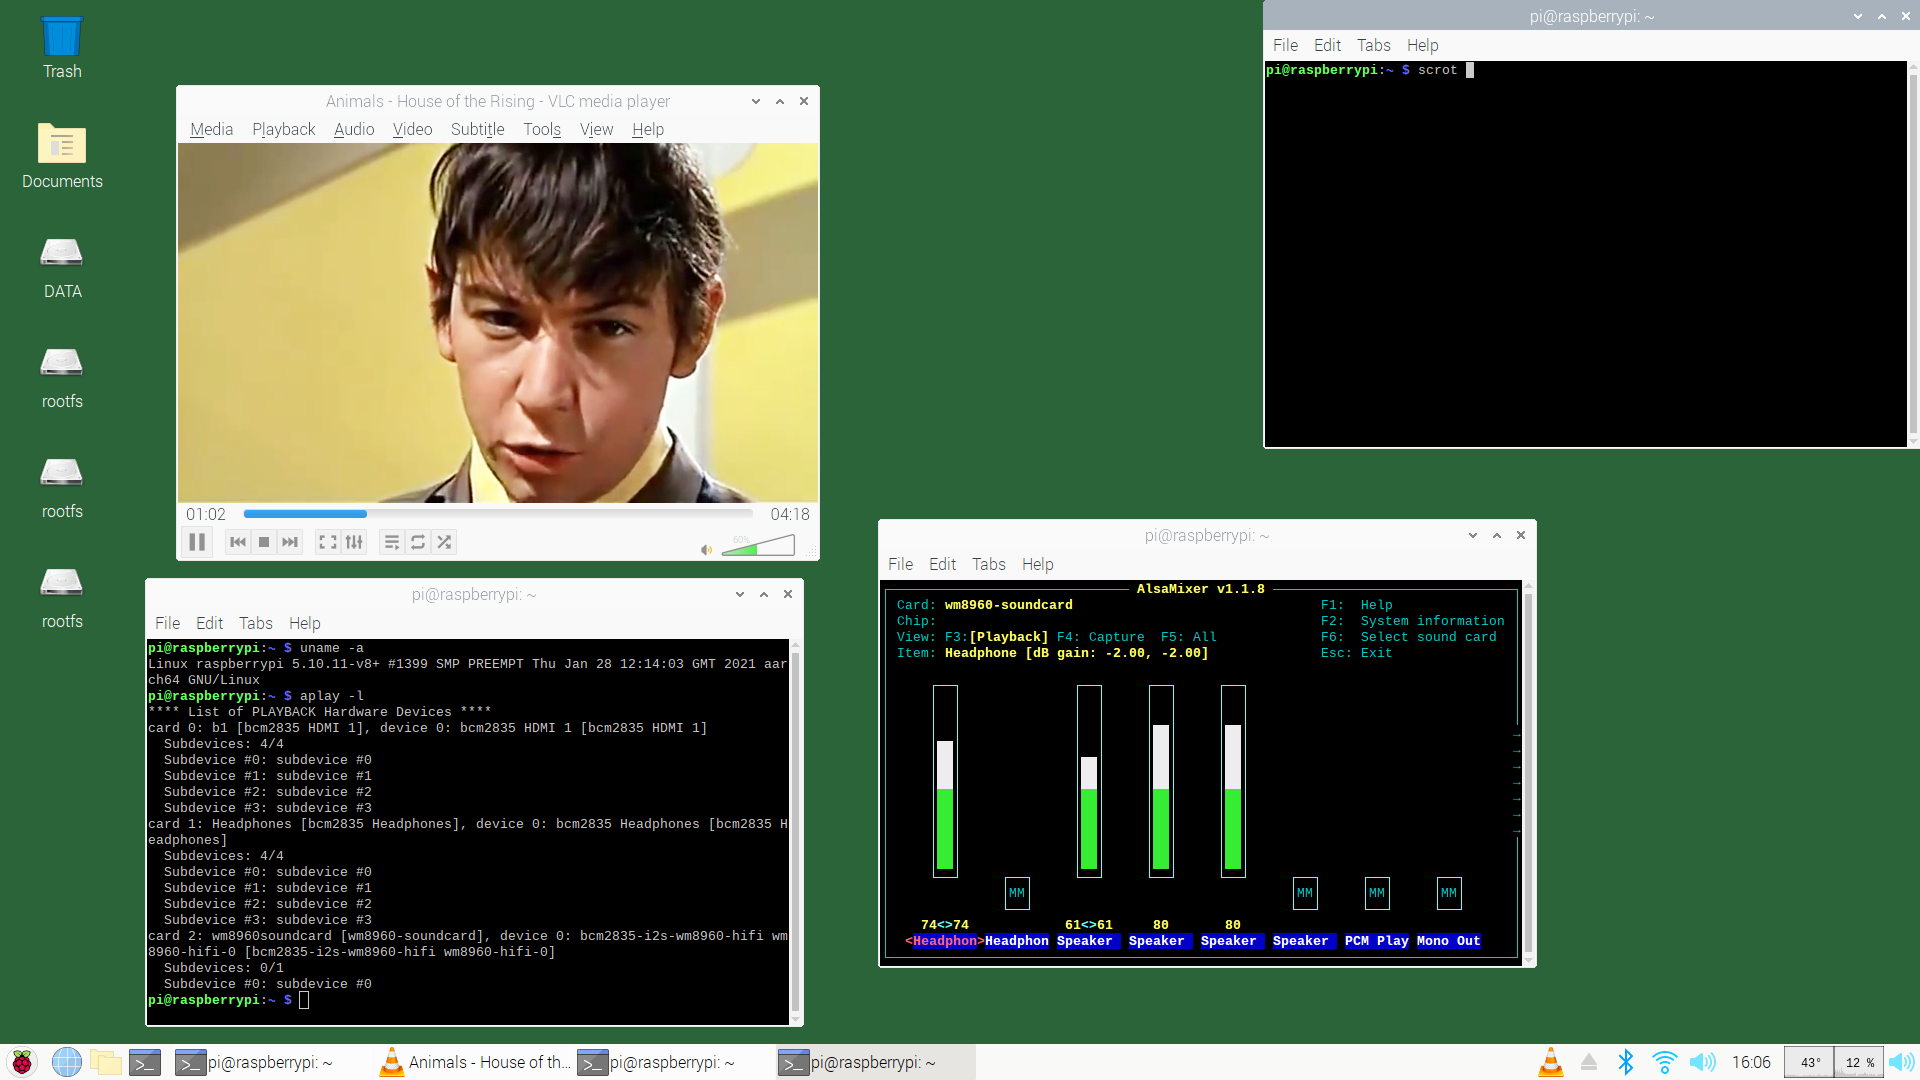 Trash
Documents
DATA
rootfs
rootfs
rootfs
Animals - House of the Rising - VLC media player
Media Playback Audio Video Subtitle Tools View Help
01:02 04:18
60%
pi@raspberrypi: ~
File Edit Tabs Help
pi@raspberrypi:~ $ scrot
pi@raspberrypi: ~
File Edit Tabs Help
pi@raspberrypi:~ $ uname -a
Linux raspberrypi 5.10.11-v8+ #1399 SMP PREEMPT Thu Jan 28 12:14:03 GMT 2021 aar
ch64 GNU/Linux
pi@raspberrypi:~ $ aplay -l
**** List of PLAYBACK Hardware Devices ****
card 0: b1 [bcm2835 HDMI 1], device 0: bcm2835 HDMI 1 [bcm2835 HDMI 1]
  Subdevices: 4/4
  Subdevice #0: subdevice #0
  Subdevice #1: subdevice #1
  Subdevice #2: subdevice #2
  Subdevice #3: subdevice #3
card 1: Headphones [bcm2835 Headphones], device 0: bcm2835 Headphones [bcm2835 H
eadphones]
  Subdevices: 4/4
  Subdevice #0: subdevice #0
  Subdevice #1: subdevice #1
  Subdevice #2: subdevice #2
  Subdevice #3: subdevice #3
card 2: wm8960soundcard [wm8960-soundcard], device 0: bcm2835-i2s-wm8960-hifi wm
8960-hifi-0 [bcm2835-i2s-wm8960-hifi wm8960-hifi-0]
  Subdevices: 0/1
  Subdevice #0: subdevice #0
pi@raspberrypi:~ $
pi@raspberrypi: ~
File Edit Tabs Help
AlsaMixer v1.1.8
Card: wm8960-soundcard F1: Help
Chip: F2: System information
View: F3:[Playback] F4: Capture F5: All F6: Select sound card
Item: Headphone [dB gain: -2.00, -2.00] Esc: Exit
MM MM MM MM
74<>74 61<>61 80 80
<Headphon>Headphon Speaker Speaker Speaker Speaker PCM Play Mono Out
pi@raspberrypi: ~ Animals - House of th... pi@raspberrypi: ~ pi@raspberrypi: ~ 16:06 43° 12 %